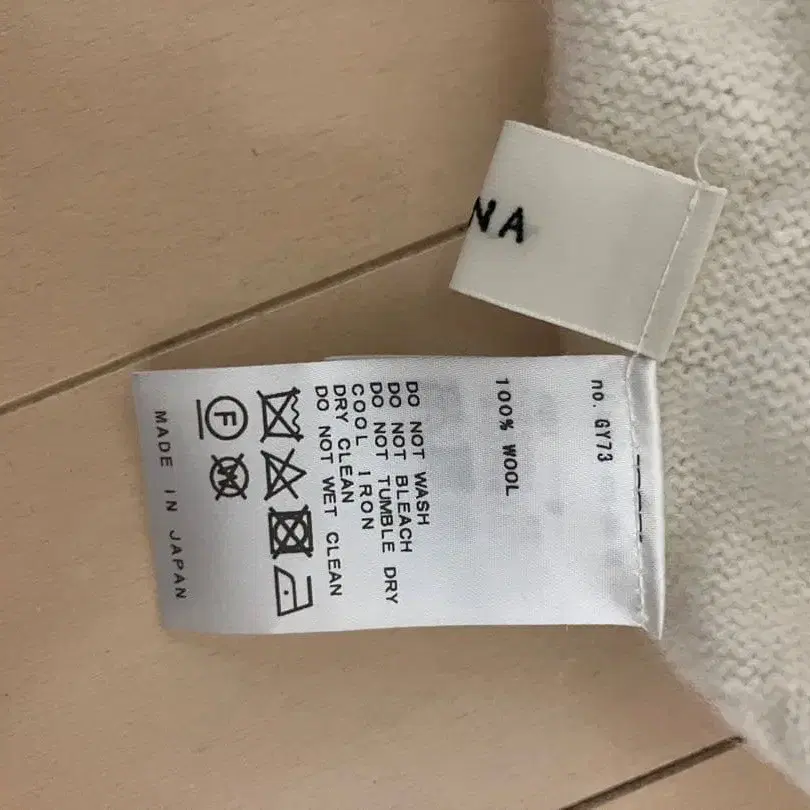 NA
no. GY73
100% WOOL
DO NOT WASH
DO NOT BLEACH
DO NOT TUMBLE DRY
COOL IRON
DRY CLEAN
DO NOT WET CLEAN
F
W
MADE IN JAPAN